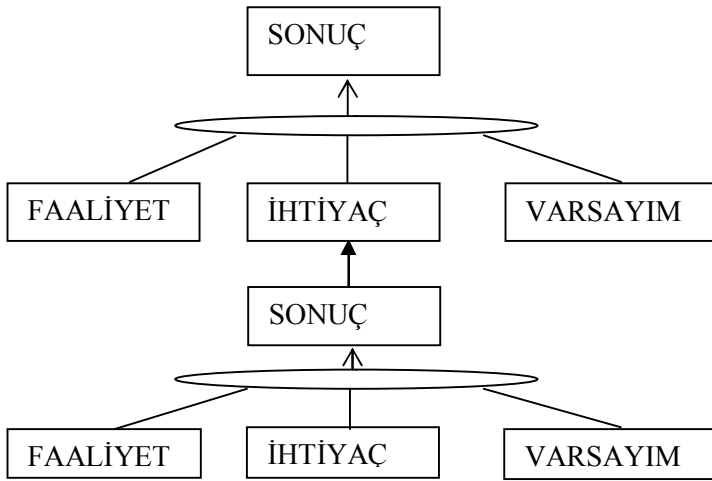 SONUÇ
FAALİYET
İHTİYAÇ
VARSAYIM
SONUÇ
FAALİYET
İHTİYAÇ
VARSAYIM